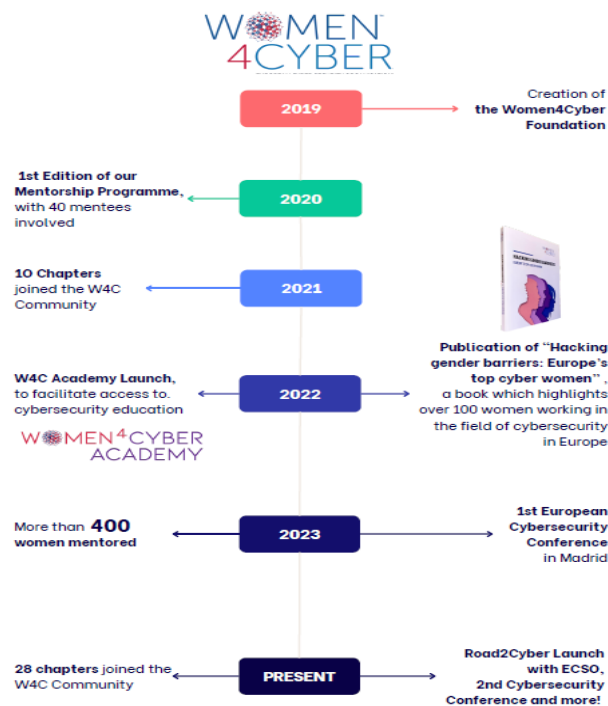 WOMEN
4CYBER
2019
Creation of
the Women4Cyber
Foundation
1st Edition of our
Mentorship Programme,
with 40 mentees
involved
2020
10 Chapters
joined the W4C
Community
2021
HACKING GENDER BARRIERS
W4C Academy Launch,
to facilitate access to.
cybersecurity education
WOMEN4CYBER
ACADEMY
2022
Publication of “Hacking
gender barriers: Europe’s
top cyber women” ,
a book which highlights
over 100 women working in
the field of cybersecurity
in Europe
More than 400
women mentored
2023
1st European
Cybersecurity
Conference
in Madrid
28 chapters joined the
W4C Community
PRESENT
Road2Cyber Launch
with ECSO,
2nd Cybersecurity
Conference and more!